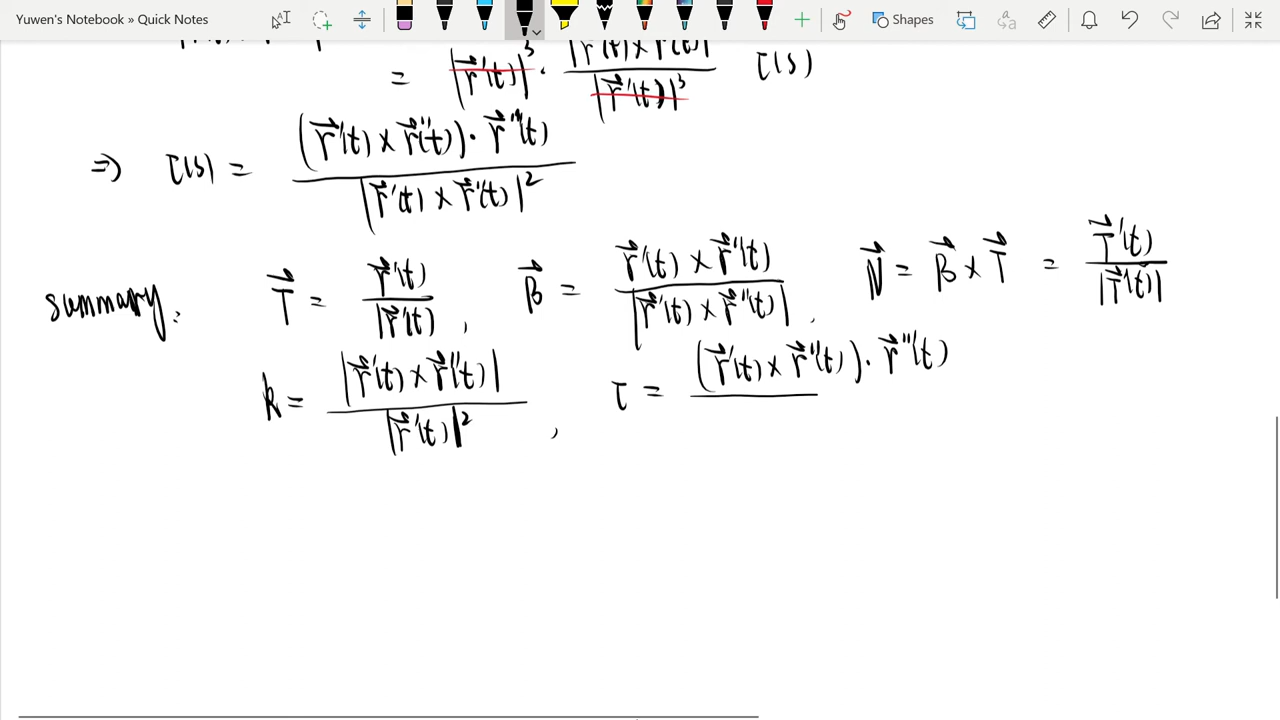 Yuwen's Notebook » Quick Notes
Shapes
= |r⃗'(t)|³ · |r⃗'(t) × r⃗''(t)| / |r⃗'(t)|³ τ(s)
⇒ τ(s) = (r⃗'(t) × r⃗''(t)) · r⃗'''(t) / |r⃗'(t) × r⃗''(t)|²
summary: T⃗ = r⃗'(t) / |r⃗'(t)|, B⃗ = r⃗'(t) × r⃗''(t) / |r⃗'(t) × r⃗''(t)|, N⃗ = B⃗ × T⃗ = T⃗'(t) / |T⃗'(t)|
k = |r⃗'(t) × r⃗''(t)| / |r⃗'(t)|², τ = (r⃗'(t) × r⃗''(t)) · r⃗'''(t)